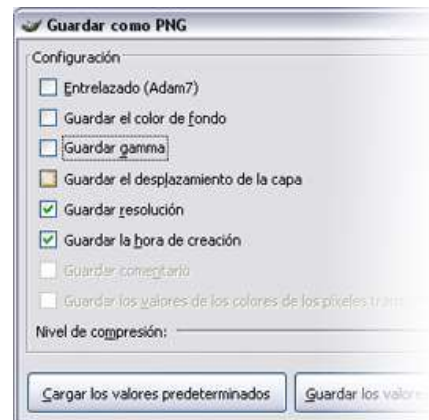 Guardar como PNG
Configuración
Entrelazado (Adam7)
Guardar el color de fondo
Guardar gamma
Guardar el desplazamiento de la capa
Guardar resolución
Guardar la hora de creación
Guardar comentario
Guardar los valores de los colores de los píxeles
Nivel de compresión:
Cargar los valores predeterminados
Guardar los valore